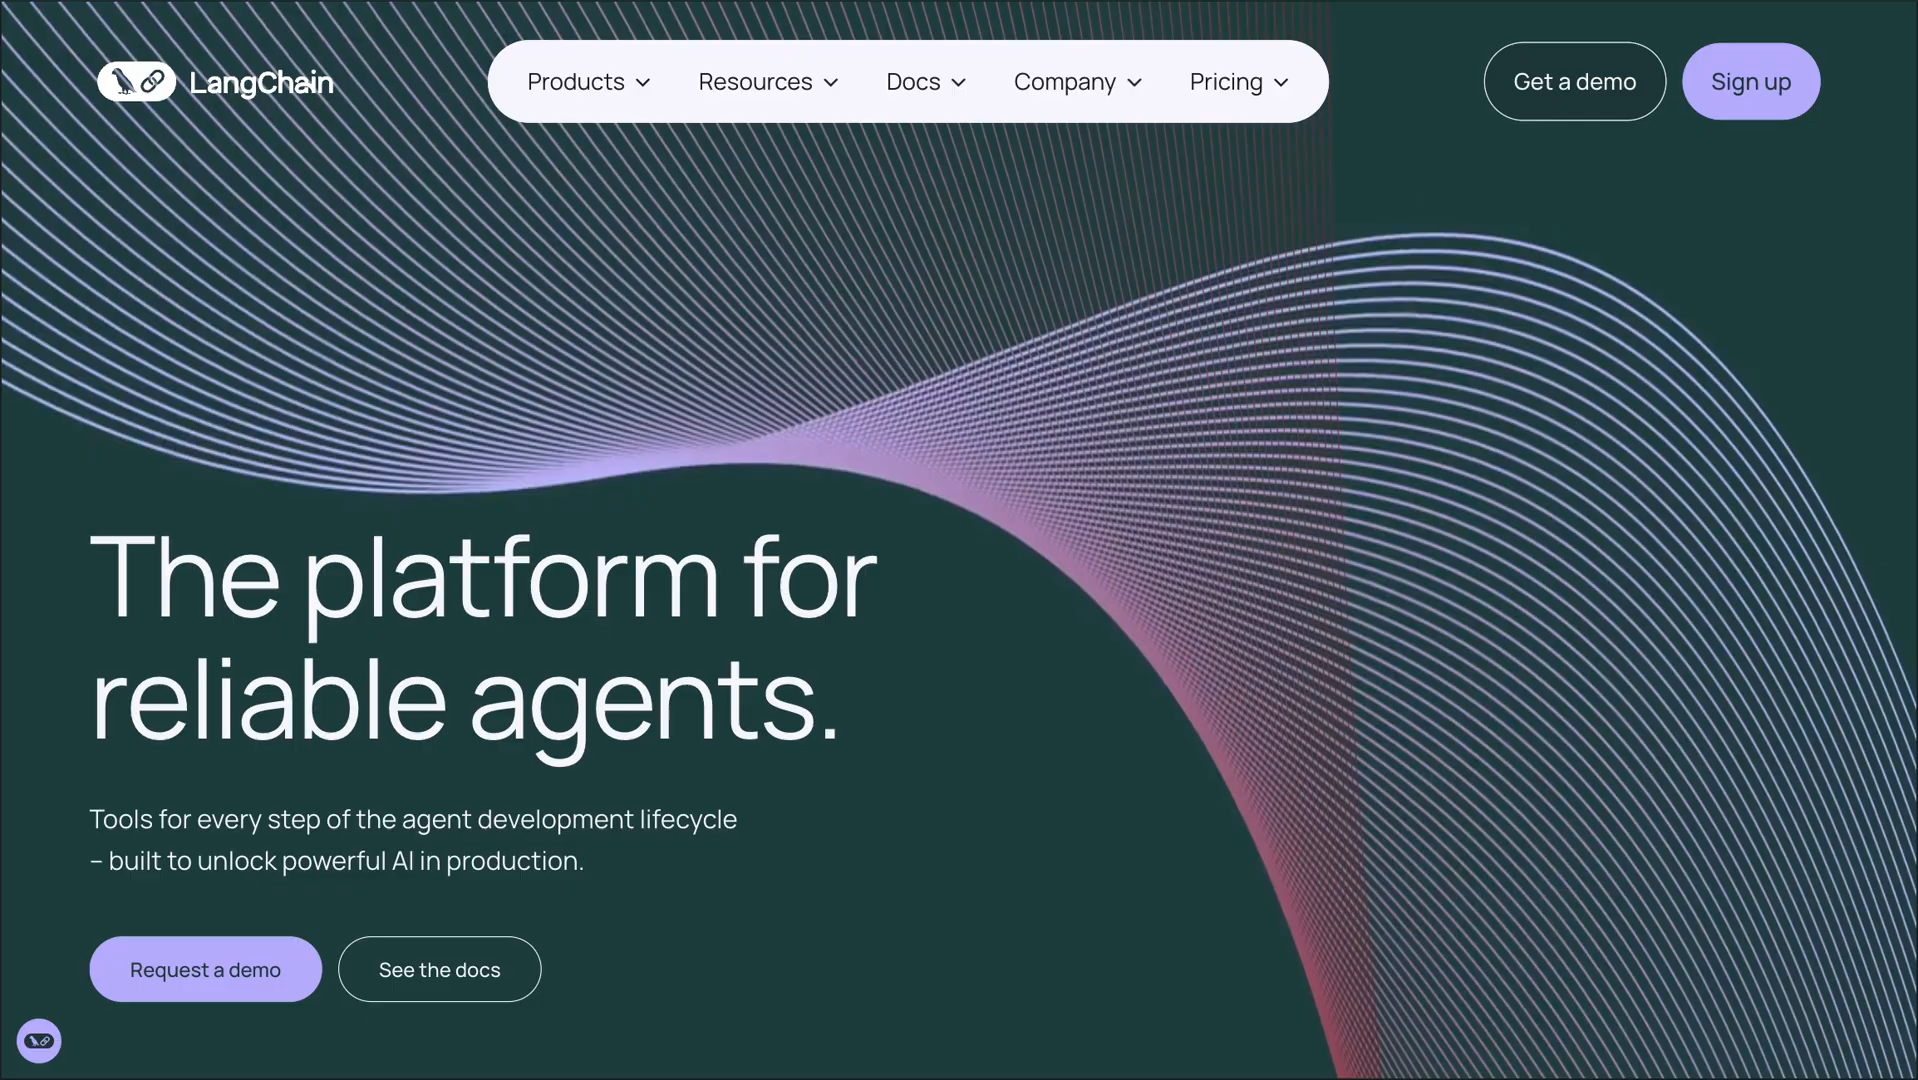 LangChain
Products
Resources
Docs
Company
Pricing
Get a demo
Sign up
The platform for
reliable agents.
Tools for every step of the agent development lifecycle
– built to unlock powerful AI in production.
Request a demo
See the docs